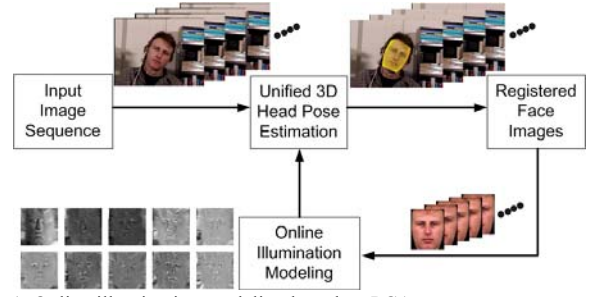 Input
Image
Sequence
Unified 3D
Head Pose
Estimation
Registered
Face
Images
Online
Illumination
Modeling